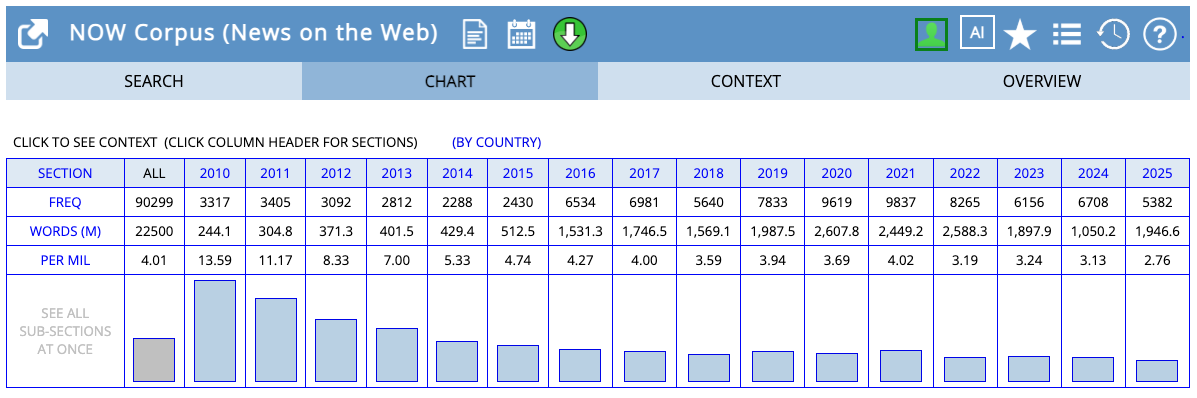 NOW Corpus (News on the Web) AI ?
SEARCH CHART CONTEXT OVERVIEW
CLICK TO SEE CONTEXT (CLICK COLUMN HEADER FOR SECTIONS) (BY COUNTRY)
SECTION ALL 2010 2011 2012 2013 2014 2015 2016 2017 2018 2019 2020 2021 2022 2023 2024 2025
FREQ 90299 3317 3405 3092 2812 2288 2430 6534 6981 5640 7833 9619 9837 8265 6156 6708 5382
WORDS (M) 22500 244.1 304.8 371.3 401.5 429.4 512.5 1,531.3 1,746.5 1,569.1 1,987.5 2,607.8 2,449.2 2,588.3 1,897.9 1,050.2 1,946.6
PER MIL 4.01 13.59 11.17 8.33 7.00 5.33 4.74 4.27 4.00 3.59 3.94 3.69 4.02 3.19 3.24 3.13 2.76
SEE ALL
SUB-SECTIONS
AT ONCE